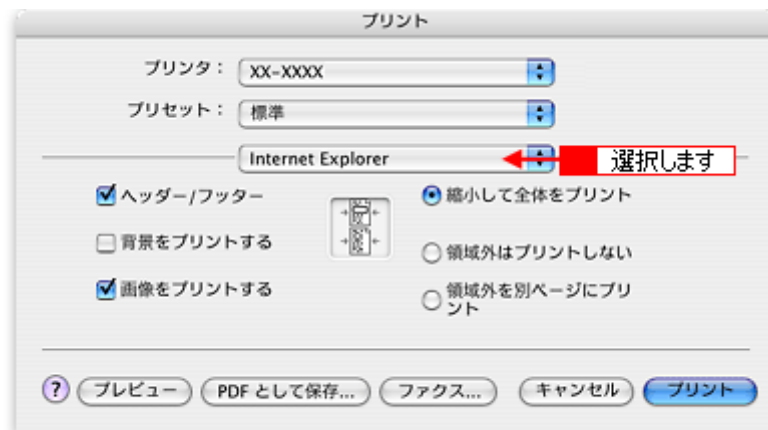 プリント
プリンタ： XX-XXXX
プリセット： 標準
Internet Explorer 選択します
ヘッダー/フッター
背景をプリントする
画像をプリントする
縮小して全体をプリント
領域外はプリントしない
領域外を別ページにプリ
ント
? プレビュー PDF として保存... ファクス... キャンセル プリント